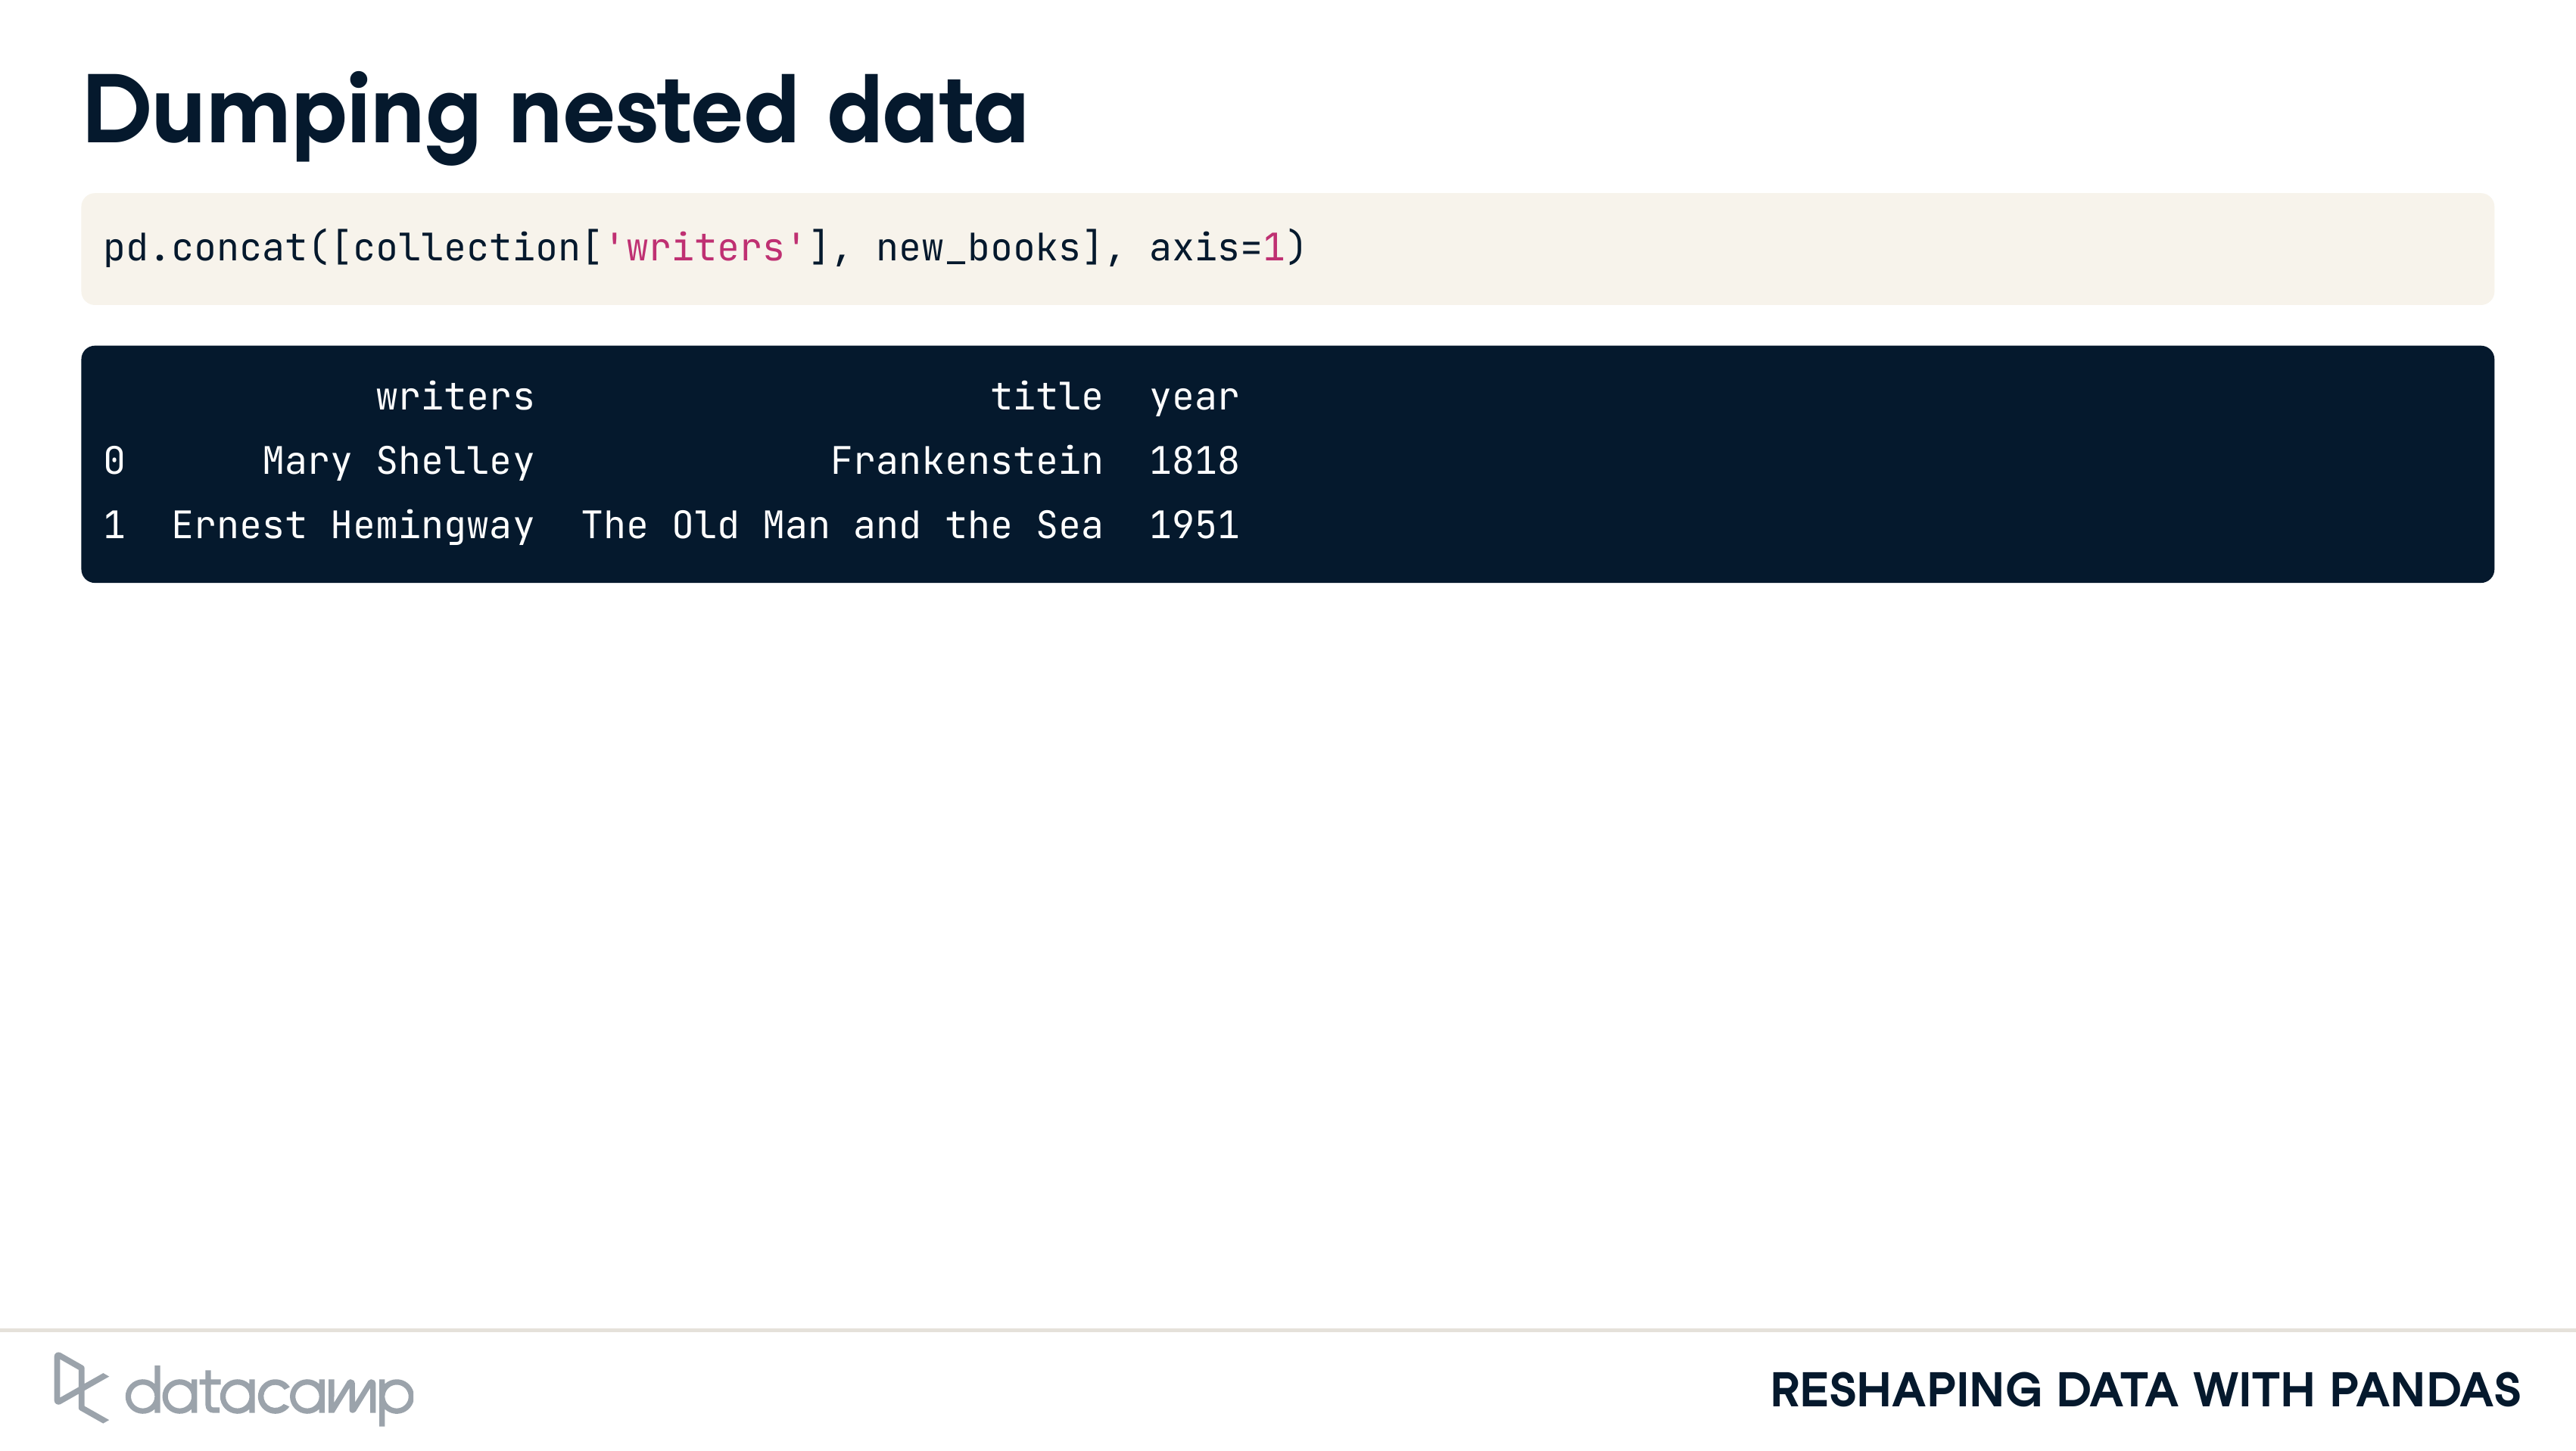 Dumping nested data
pd.concat([collection['writers'], new_books], axis=1)
writers title year
0 Mary Shelley Frankenstein 1818
1 Ernest Hemingway The Old Man and the Sea 1951
datacamp
RESHAPING DATA WITH PANDAS